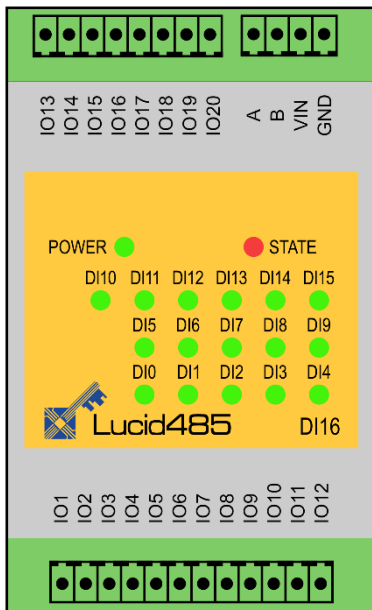 IO13 IO14 IO15 IO16 IO17 IO18 IO19 IO20 A B VIN GND
POWER STATE
DI10 DI11 DI12 DI13 DI14 DI15
DI5 DI6 DI7 DI8 DI9
DI0 DI1 DI2 DI3 DI4
Lucid485 DI16
IO1 IO2 IO3 IO4 IO5 IO6 IO7 IO8 IO9 IO10 IO11 IO12